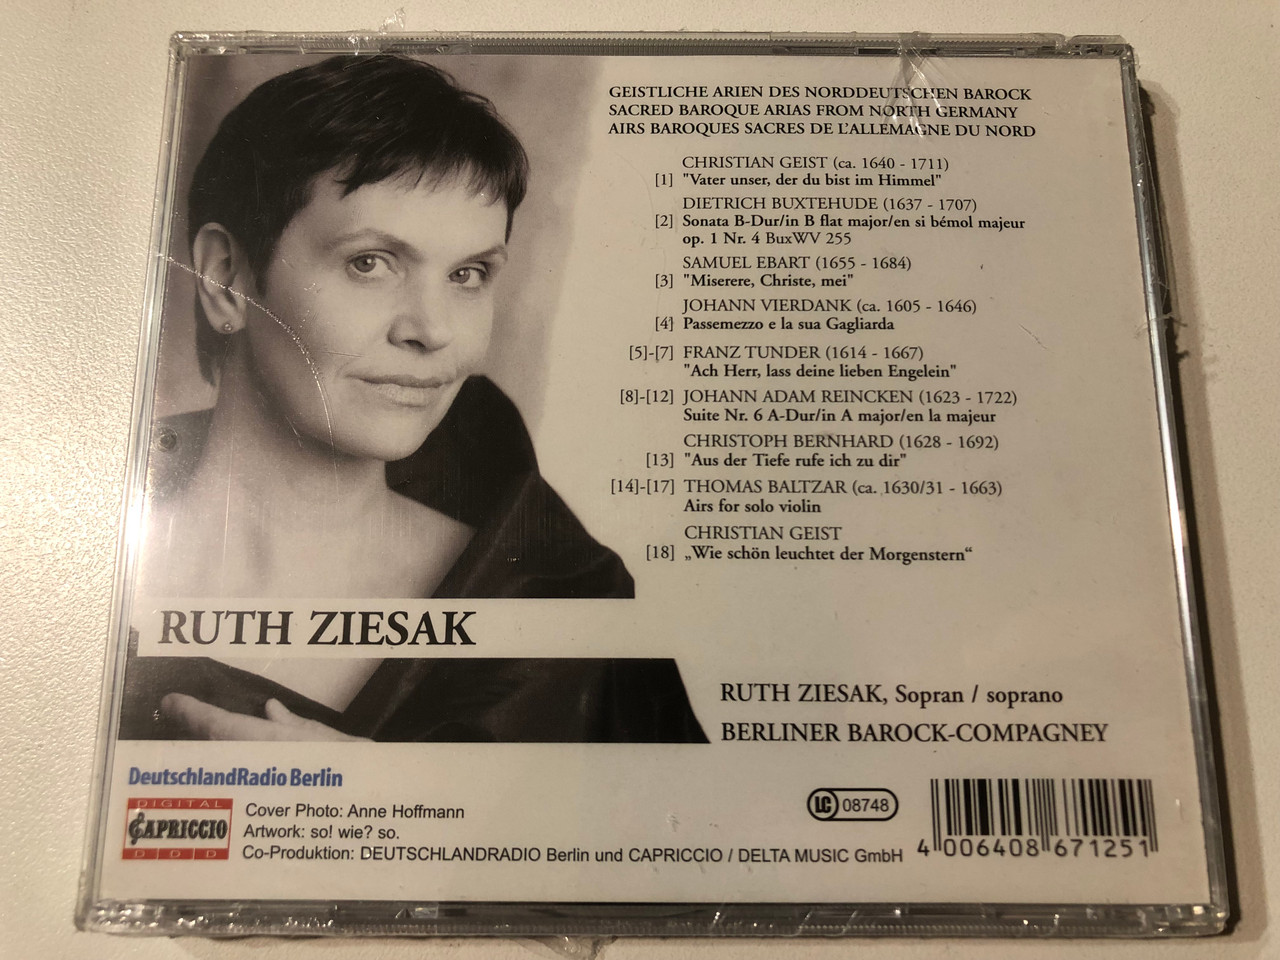 GEISTLICHE ARIEN DES NORDDEUTSCHEN BAROCK
SACRED BAROQUE ARIAS FROM NORTH GERMANY
AIRS BAROQUES SACRES DE L'ALLEMAGNE DU NORD
CHRISTIAN GEIST (ca. 1640 - 1711)
[1] "Vater unser, der du bist im Himmel"
DIETRICH BUXTEHUDE (1637 - 1707)
[2] Sonata B-Dur/in B flat major/en si bémol majeur
op. 1 Nr. 4 BuxWV 255
SAMUEL EBART (1655 - 1684)
[3] "Miserere, Christe, mei"
JOHANN VIERDANK (ca. 1605 - 1646)
[4] Passemezzo e la sua Gagliarda
[5]-[7] FRANZ TUNDER (1614 - 1667)
"Ach Herr, lass deine lieben Engelein"
[8]-[12] JOHANN ADAM REINCKEN (1623 - 1722)
Suite Nr. 6 A-Dur/in A major/en la majeur
CHRISTOPH BERNHARD (1628 - 1692)
[13] "Aus der Tiefe rufe ich zu dir"
[14]-[17] THOMAS BALTZAR (ca. 1630/31 - 1663)
Airs for solo violin
CHRISTIAN GEIST
[18] „Wie schön leuchtet der Morgenstern“
RUTH ZIESAK
RUTH ZIESAK, Sopran / soprano
BERLINER BAROCK-COMPAGNEY
DeutschlandRadio Berlin
DIGITAL
CAPRICCIO
D D D
Cover Photo: Anne Hoffmann
Artwork: so! wie? so.
Co-Produktion: DEUTSCHLANDRADIO Berlin und CAPRICCIO / DELTA MUSIC GmbH
LC 08748
4 006408 671251